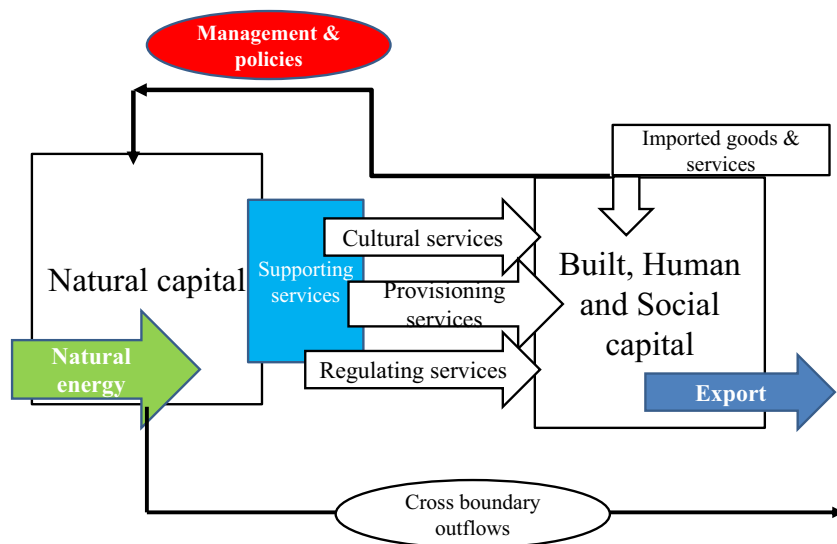 Management &
policies
Imported goods &
services
Cultural services
Natural capital
Supporting
services
Provisioning
services
Built, Human
and Social
capital
Natural
energy
Regulating services
Export
Cross boundary
outflows